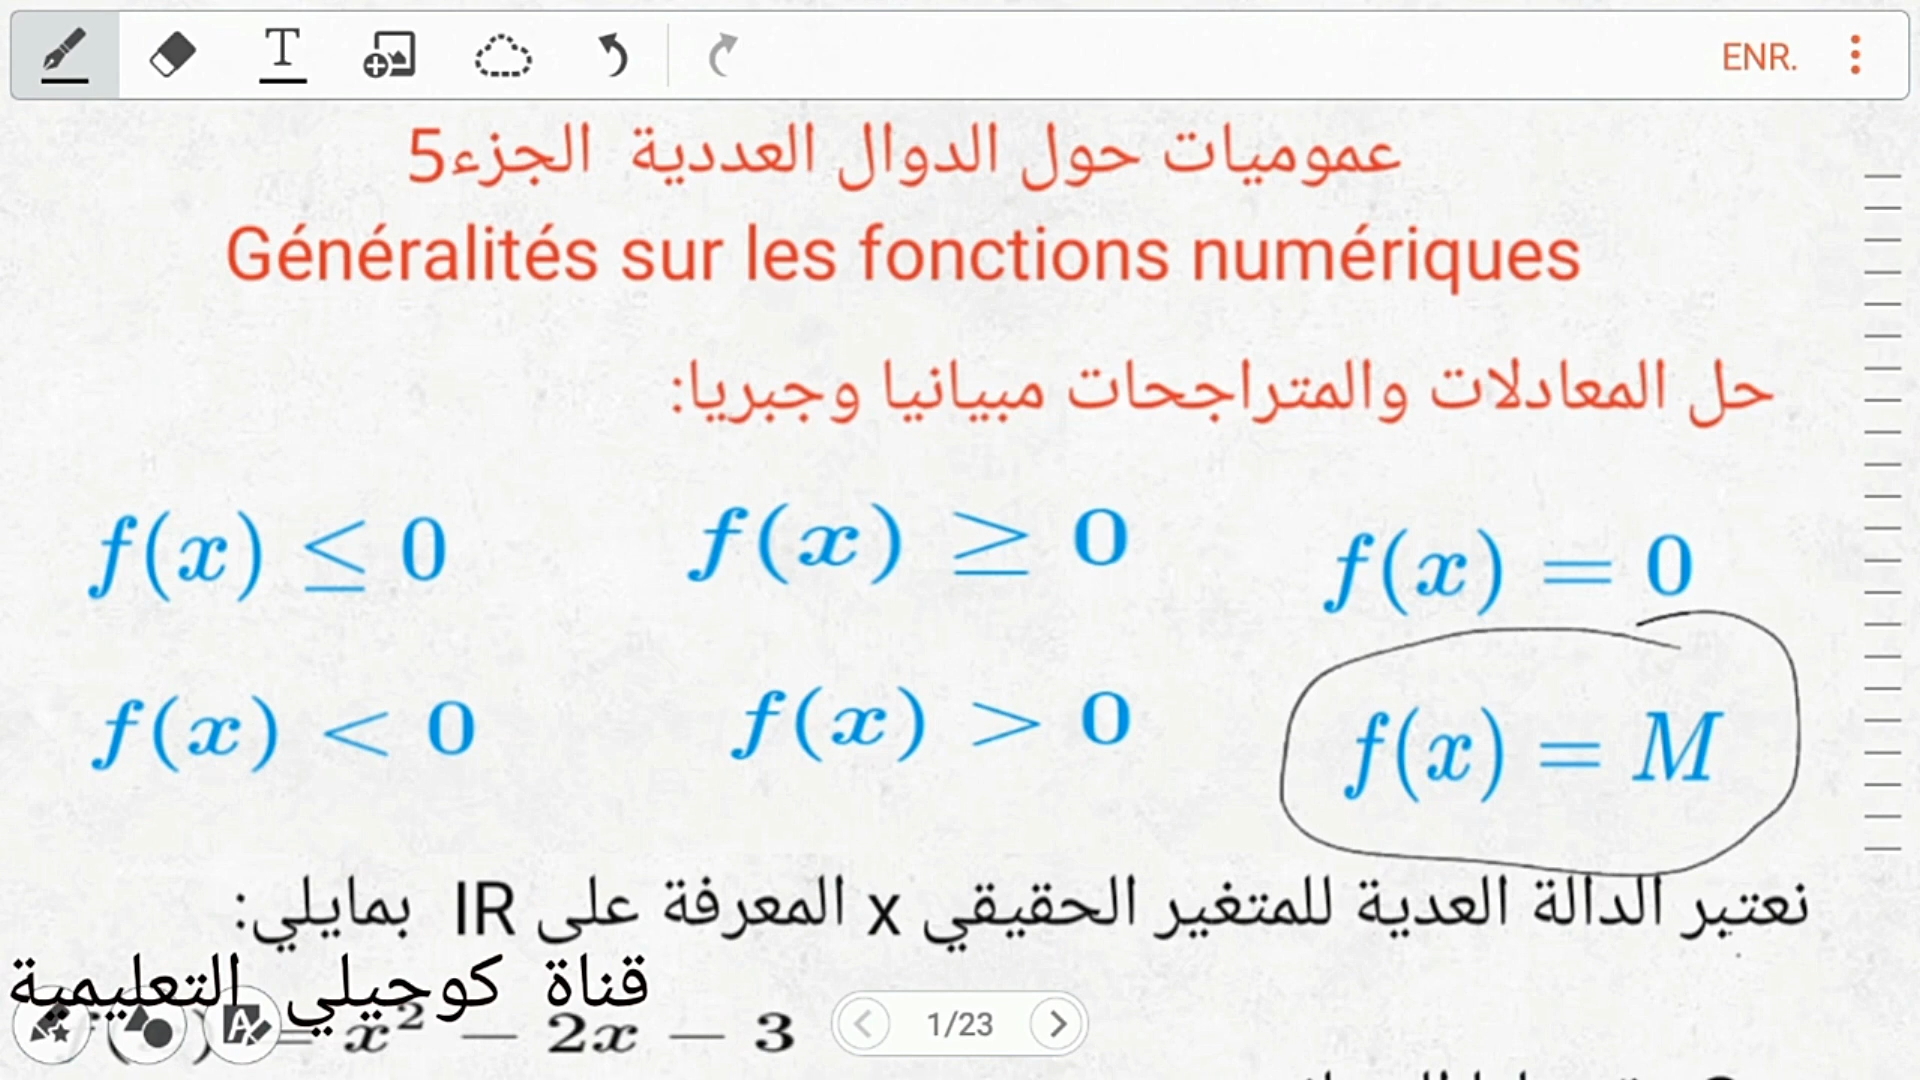 T ENR.
عموميات حول الدوال العددية الجزء5
Généralités sur les fonctions numériques
حل المعادلات والمتراجحات مبيانيا وجبريا:
f(x) ≤ 0 f(x) ≥ 0 f(x) = 0
f(x) < 0 f(x) > 0 f(x) = M
نعتبر الدالة العدية للمتغير الحقيقي x المعرفة على IR بمايلي:
قناة كوحيلي التعليمية
= x² − 2x − 3
1/23